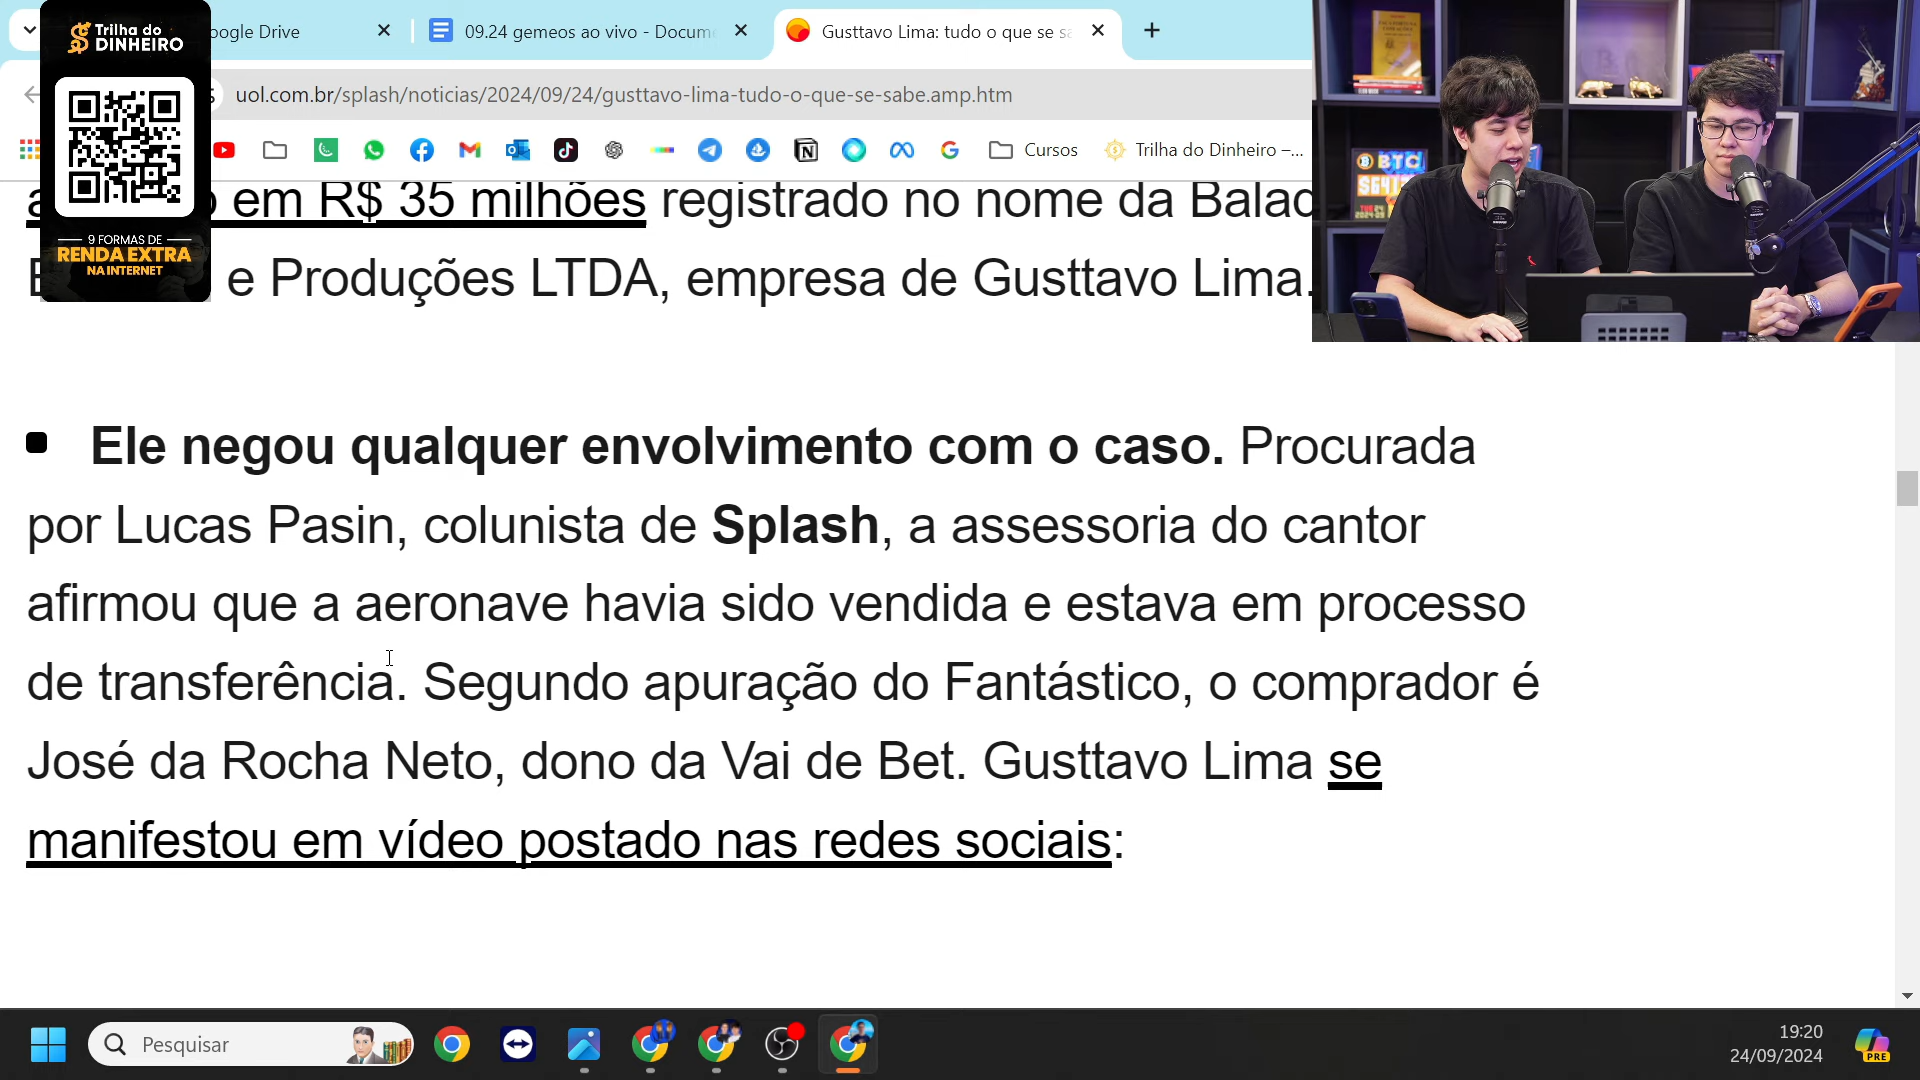 Trilha do
DINHEIRO
9 FORMAS DE
RENDA EXTRA
NA INTERNET
oogle Drive
09.24 gemeos ao vivo - Docum
Gusttavo Lima: tudo o que se sa
uol.com.br/splash/noticias/2024/09/24/gusttavo-lima-tudo-o-que-se-sabe.amp.htm
Cursos
Trilha do Dinheiro –...
BTC
em R$ 35 milhões registrado no nome da Balac
e Produções LTDA, empresa de Gusttavo Lima.
Ele negou qualquer envolvimento com o caso. Procurada
por Lucas Pasin, colunista de Splash, a assessoria do cantor
afirmou que a aeronave havia sido vendida e estava em processo
de transferência. Segundo apuração do Fantástico, o comprador é
José da Rocha Neto, dono da Vai de Bet. Gusttavo Lima se
manifestou em vídeo postado nas redes sociais:
Pesquisar
19:20
24/09/2024
PRE